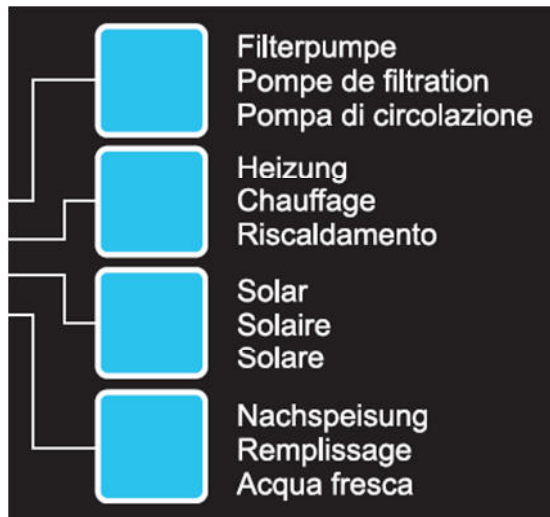 Filterpumpe
Pompe de filtration
Pompa di circolazione
Heizung
Chauffage
Riscaldamento
Solar
Solaire
Solare
Nachspeisung
Remplissage
Acqua fresca